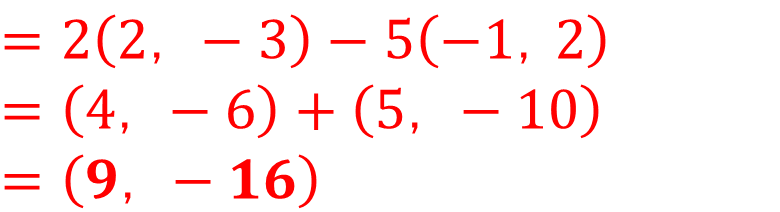 = 2(2, − 3) − 5(−1, 2)
= (4, − 6) + (5, − 10)
= (9, − 16)